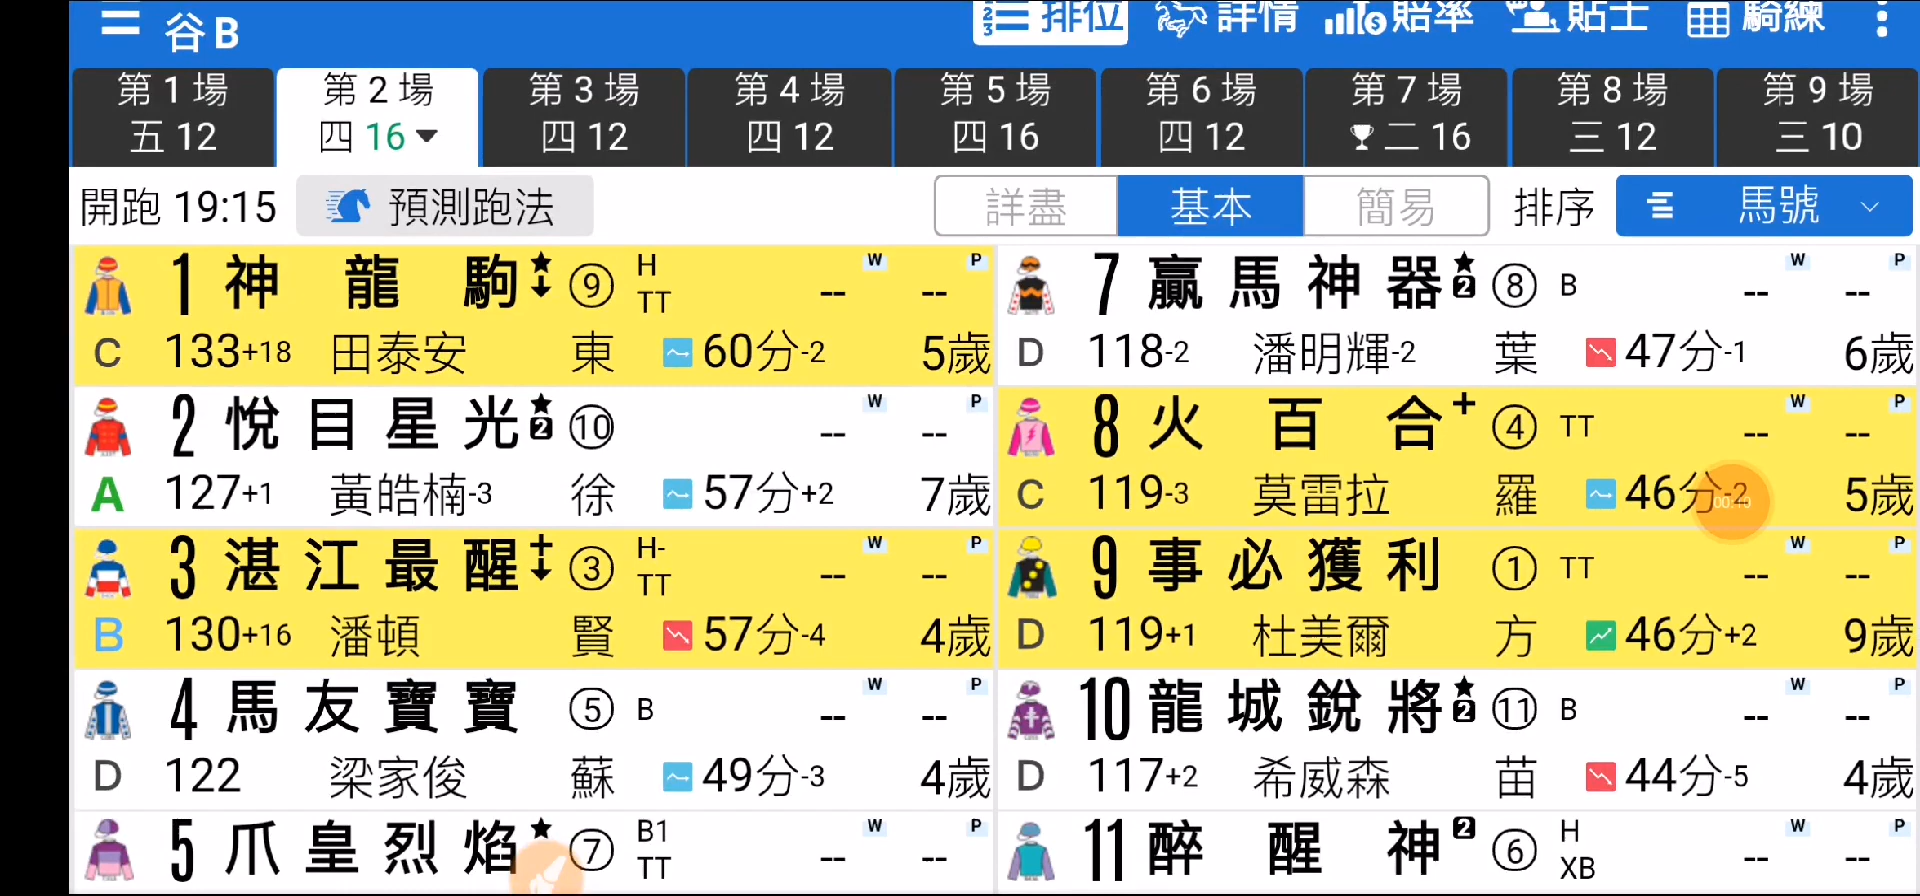 谷 B
排位 詳情 賠率 貼士 騎練
第 1 場 第 2 場 第 3 場 第 4 場 第 5 場 第 6 場 第 7 場 第 8 場 第 9 場
五 12 四 16 四 12 四 12 四 16 四 12 二 16 三 12 三 10
開跑 19:15 預測跑法 詳盡 基本 簡易 排序 馬號
1 神龍駒 9 H TT W -- P --
C 133+18 田泰安 東 60分-2 5歲
2 悅目星光 2 10 W -- P --
A 127+1 黃皓楠-3 徐 57分+2 7歲
3 湛江最醒 3 H- TT W -- P --
B 130+16 潘頓 賢 57分-4 4歲
4 馬友寶寶 5 B W -- P --
D 122 梁家俊 蘇 49分-3 4歲
5 爪皇烈焰 7 B1 TT W -- P --
7 贏馬神器 2 8 B W -- P --
D 118-2 潘明輝-2 葉 47分-1 6歲
8 火百合+ 4 TT W -- P --
C 119-3 莫雷拉 羅 46分-2 5歲
9 事必獲利 1 TT W -- P --
D 119+1 杜美爾 方 46分+2 9歲
10 龍城銳將 2 11 B W -- P --
D 117+2 希威森 苗 44分-5 4歲
11 醉醒神 2 6 H XB W -- P --